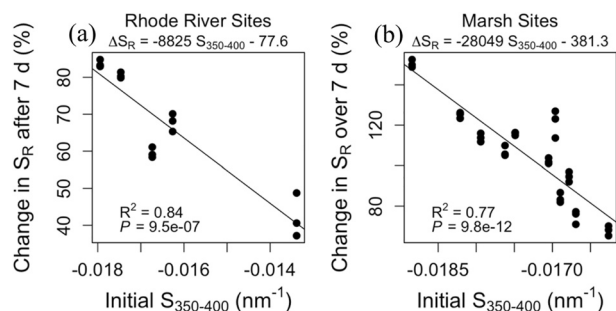 Rhode River Sites
(a) ΔS_R = -8825 S_350-400 - 77.6
Change in S_R after 7 d (%)
80
70
60
50
40
R² = 0.84
P = 9.5e-07
-0.018 -0.016 -0.014
Initial S_350-400 (nm⁻¹)
Marsh Sites
(b) ΔS_R = -28049 S_350-400 - 381.3
Change in S_R over 7 d (%)
120
80
R² = 0.77
P = 9.8e-12
-0.0185 -0.0170
Initial S_350-400 (nm⁻¹)